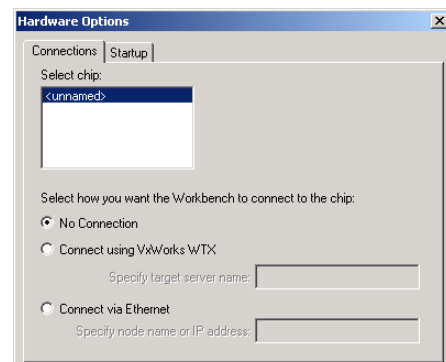 Hardware Options
Connections Startup
Select chip:
<unnamed>
Select how you want the Workbench to connect to the chip:
No Connection
Connect using VxWorks WTX
Specify target server name:
Connect via Ethernet
Specify node name or IP address: